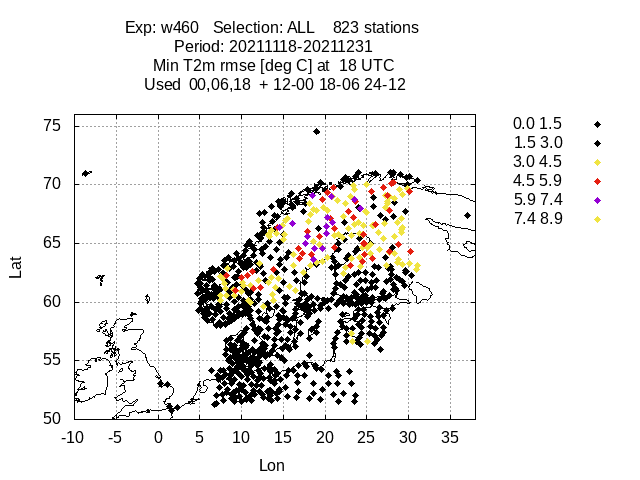 Exp: w460 Selection: ALL 823 stations
Period: 20211118-20211231
Min T2m rmse [deg C] at 18 UTC
Used 00,06,18 + 12-00 18-06 24-12
0.0 1.5
1.5 3.0
3.0 4.5
4.5 5.9
5.9 7.4
7.4 8.9
75
70
65
60
55
50
Lat
-10 -5 0 5 10 15 20 25 30 35
Lon